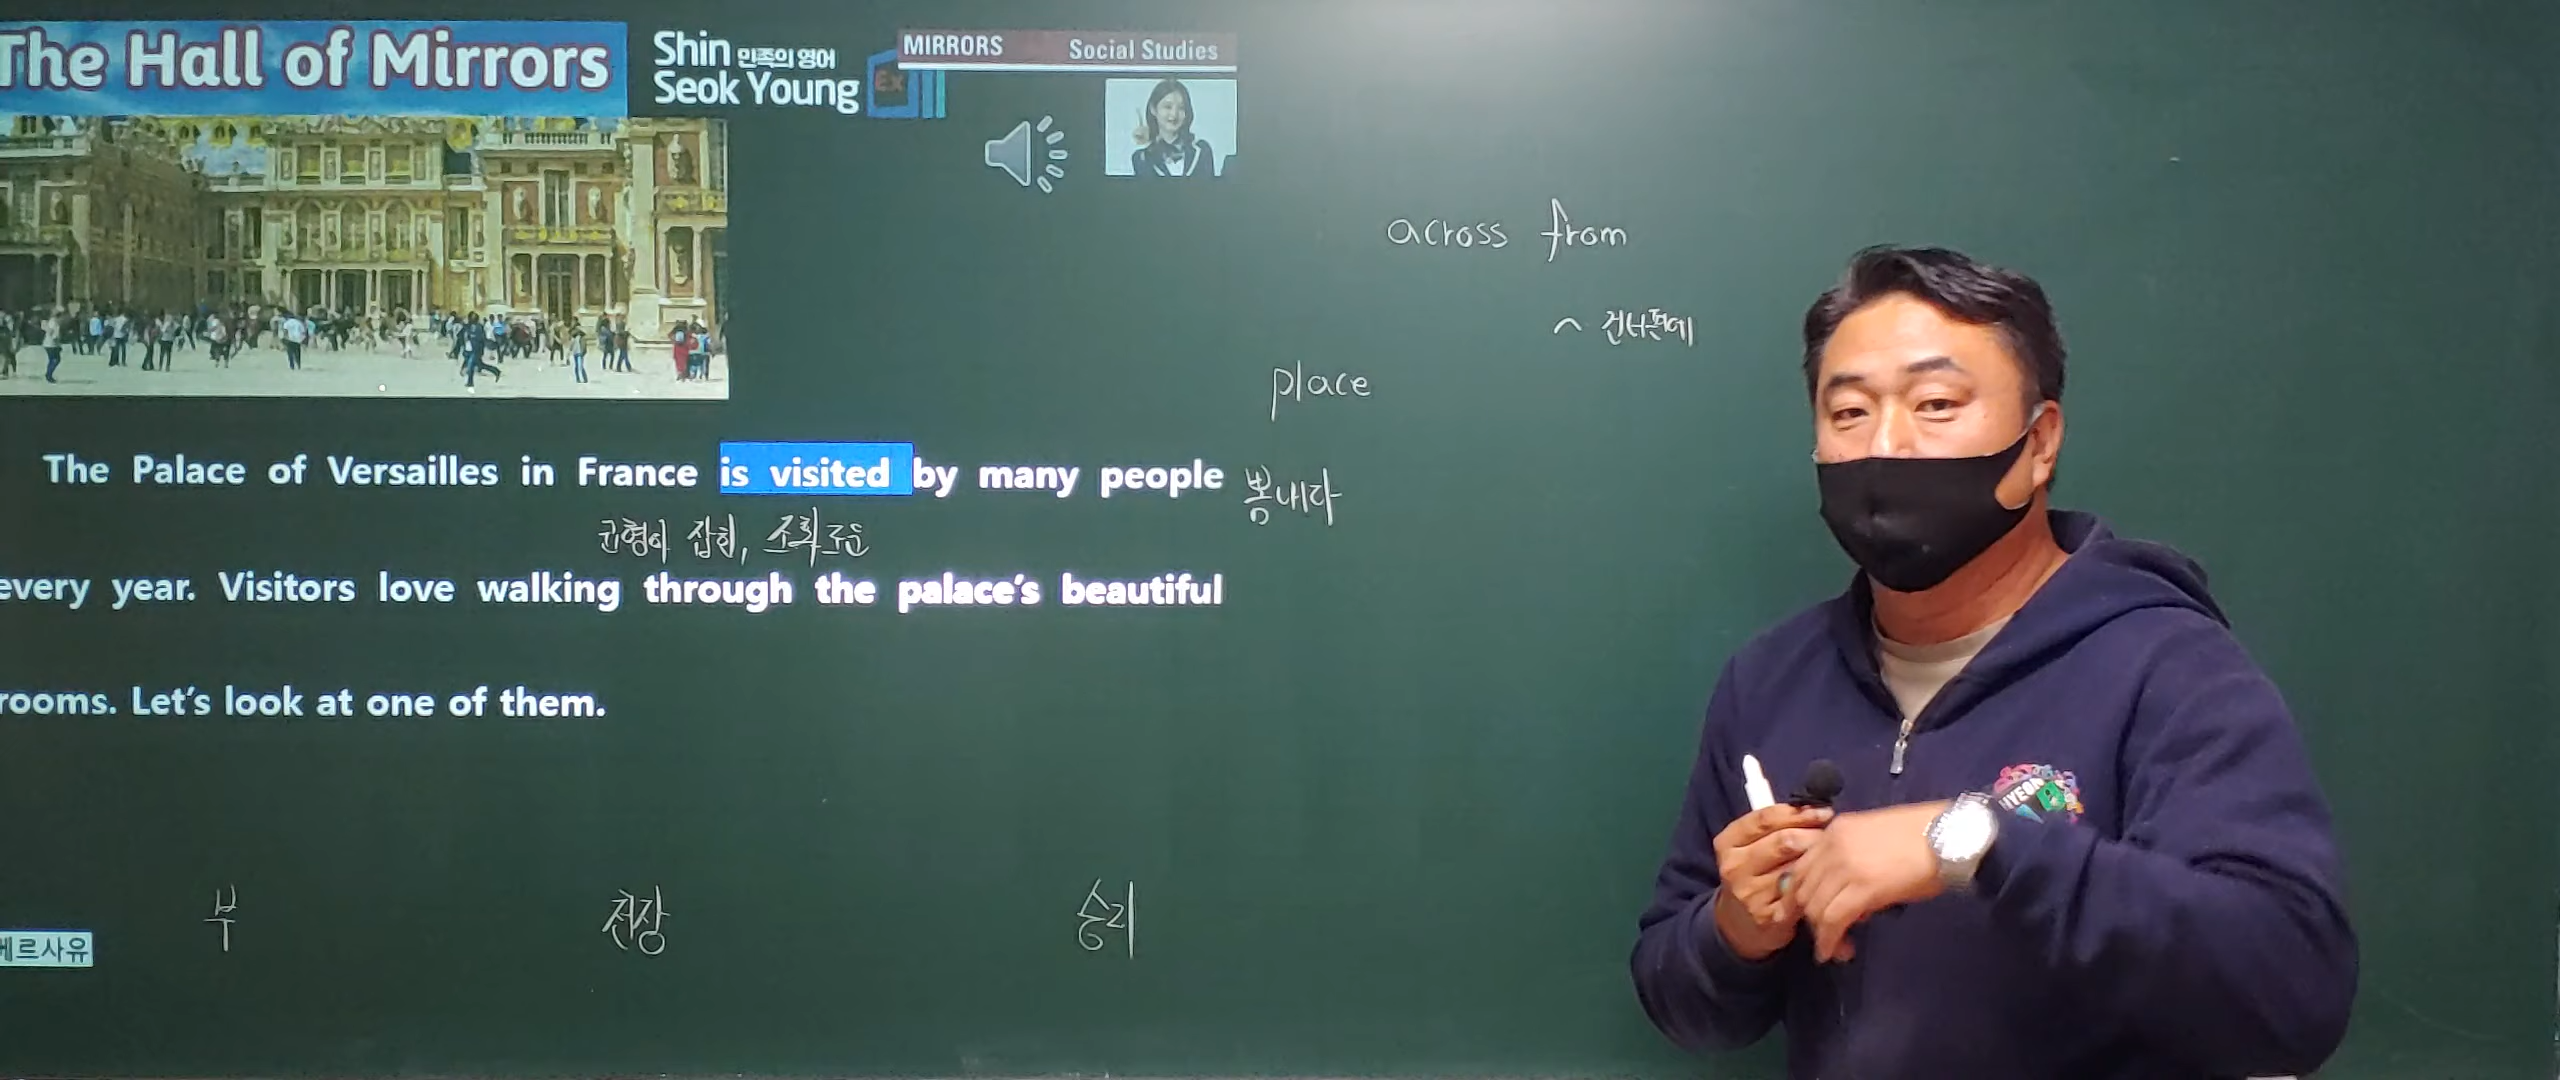 The Hall of Mirrors
Shin 민족의 영어
Seok Young
Ex
MIRRORS Social Studies
across from
~ 건너편에
place
The Palace of Versailles in France is visited by many people
뽐내다
균형이 잡힌, 조화로운
every year. Visitors love walking through the palace's beautiful
rooms. Let's look at one of them.
부 전장 승리
베르사유